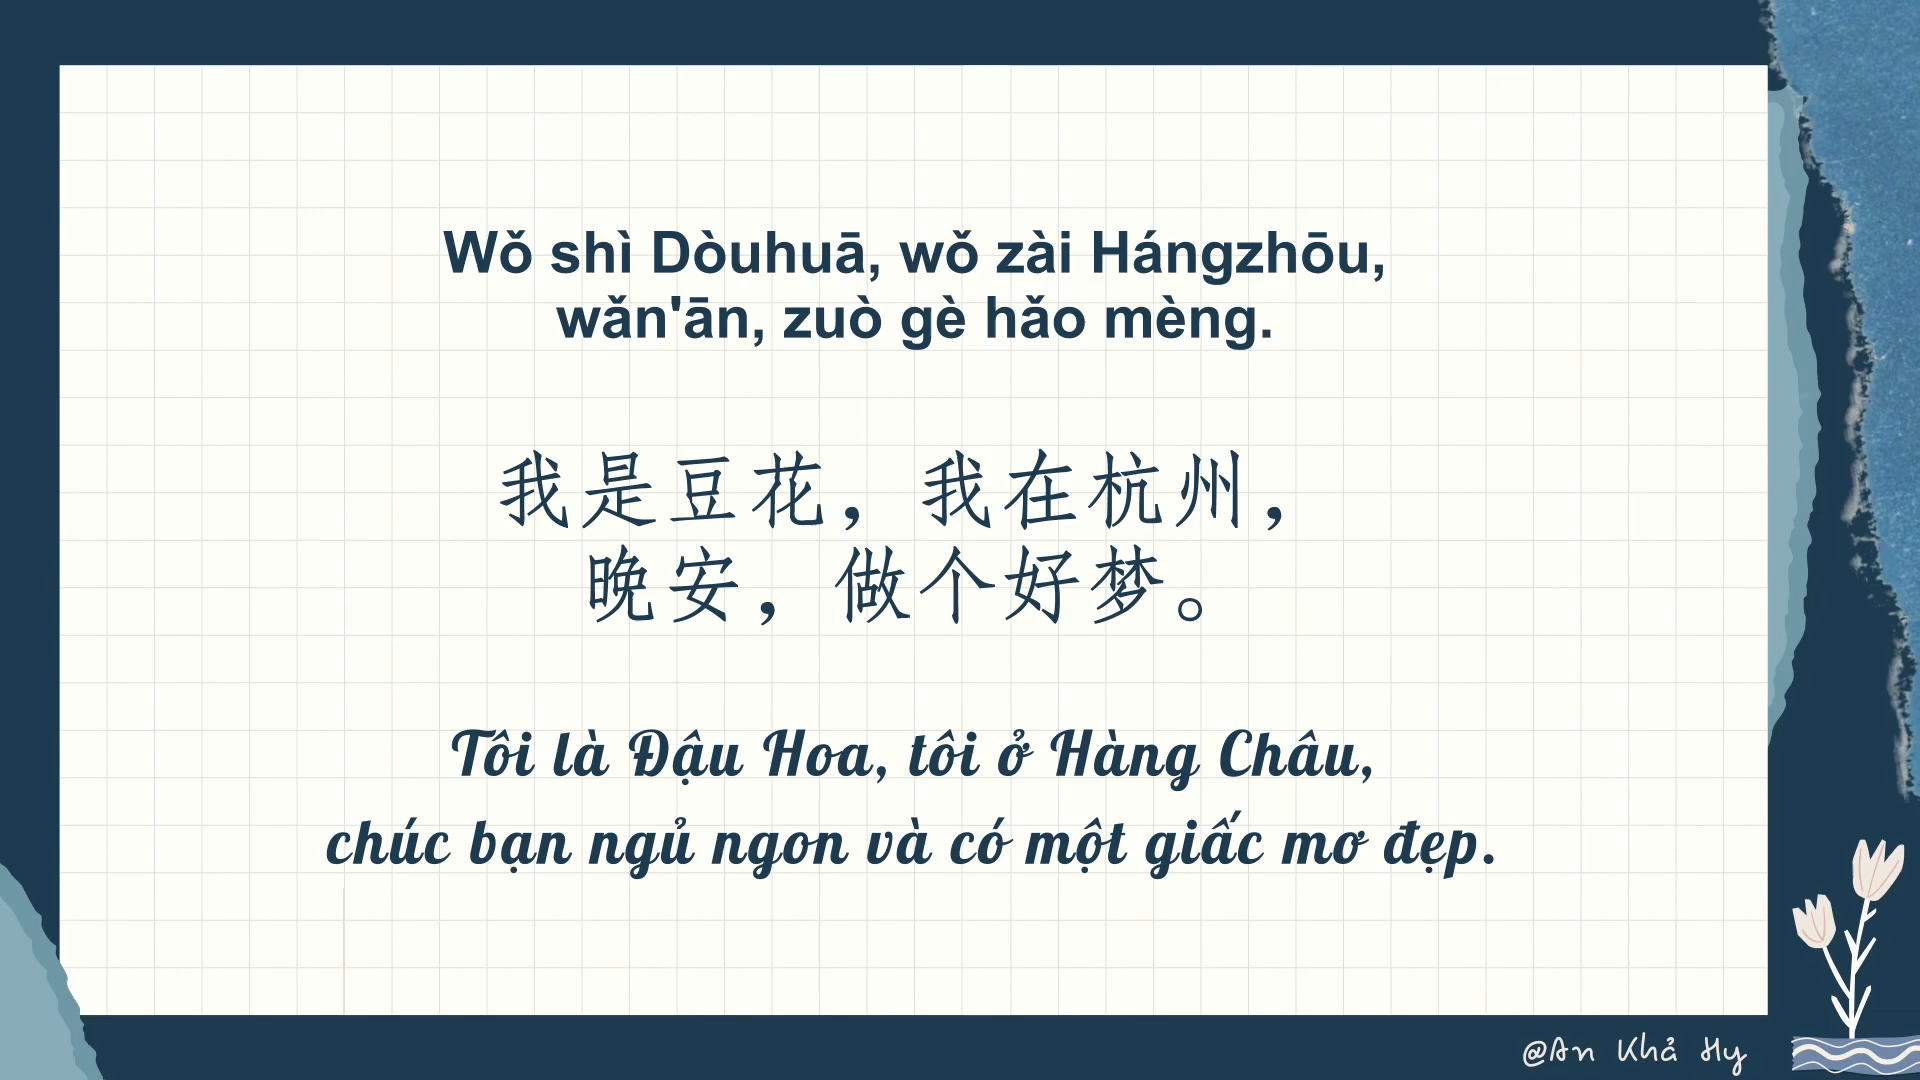 Wǒ shì Dòuhuā, wǒ zài Hángzhōu,
wǎn'ān, zuò gè hǎo mèng.
我是豆花，我在杭州，
晚安，做个好梦。
Tôi là Đậu Hoa, tôi ở Hàng Châu,
chúc bạn ngủ ngon và có một giấc mơ đẹp.
@An Khả Hy